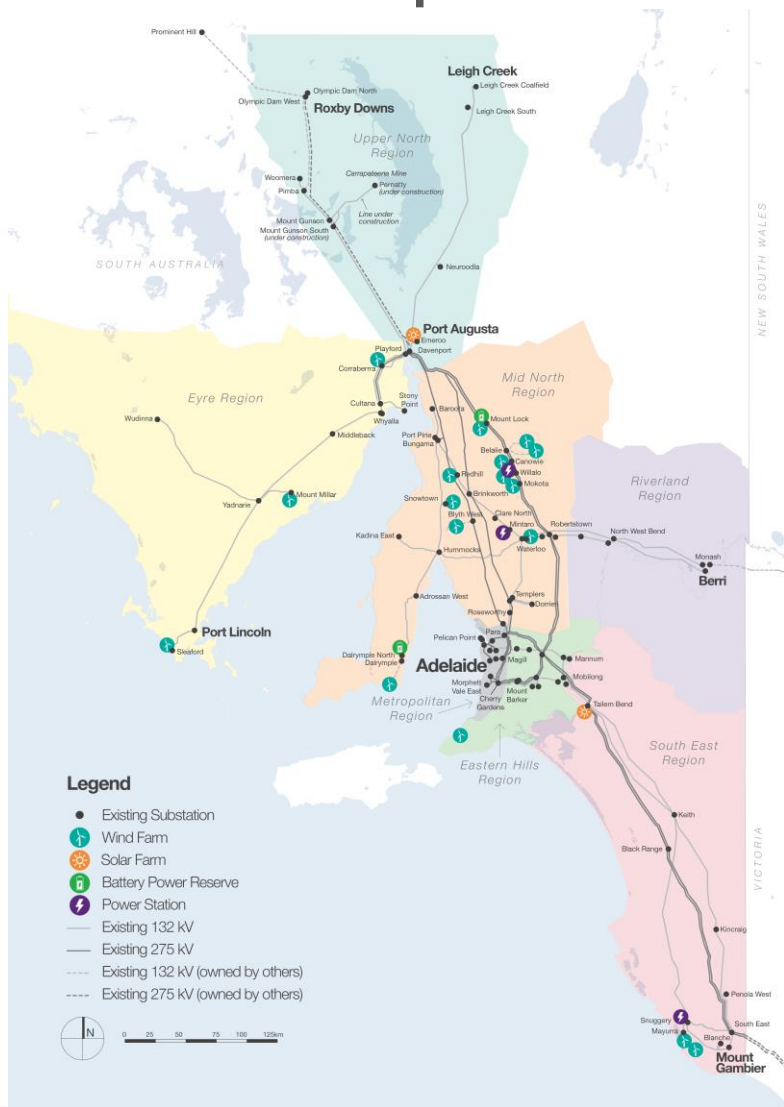 Prominent Hill
Leigh Creek
Leigh Creek Coalfield
Olympic Dam North
Olympic Dam West
Roxby Downs
Leigh Creek South
Upper North
Region
Carrapateena Mine
Woomera
Pernatty
(under construction)
Pimba
Line under
construction
Mount Gunson
Mount Gunson South
(under construction)
NEW SOUTH WALES
SOUTH AUSTRALIA
Neuroodla
Port Augusta
Emeroo
Playford
Davenport
Corraberra
Mid North
Region
Eyre Region
Cultana
Stony
Point
Baroota
Whyalla
Mount Lock
Wudinna
Middleback
Port Pirie
Bungama
Belalie
Canowie
Redhill
Willalo
Mokota
Riverland
Region
Mount Millar
Yadnarie
Snowtown
Brinkworth
Blyth West
Clare North
Mintaro
Robertstown
North West Bend
Kadina East
Waterloo
Hummocks
Monash
Berri
Ardrossan West
Templers
Dorrien
Roseworthy
Port Lincoln
Sleaford
Para
Pelican Point
Dalrymple North
Dalrymple
Adelaide
Magill
Mannum
Mobilong
Morphett
Vale East
Mount
Barker
Cherry
Gardens
Metropolitan
Region
Tailem Bend
Eastern Hills
Region
South East
Region
Keith
Black Range
VICTORIA
Kincraig
Penola West
Snuggery
South East
Mayurra
Blanche
Mount
Gambier
Legend
Existing Substation
Wind Farm
Solar Farm
Battery Power Reserve
Power Station
Existing 132 kV
Existing 275 kV
Existing 132 kV (owned by others)
Existing 275 kV (owned by others)
N
0 25 50 75 100 125km